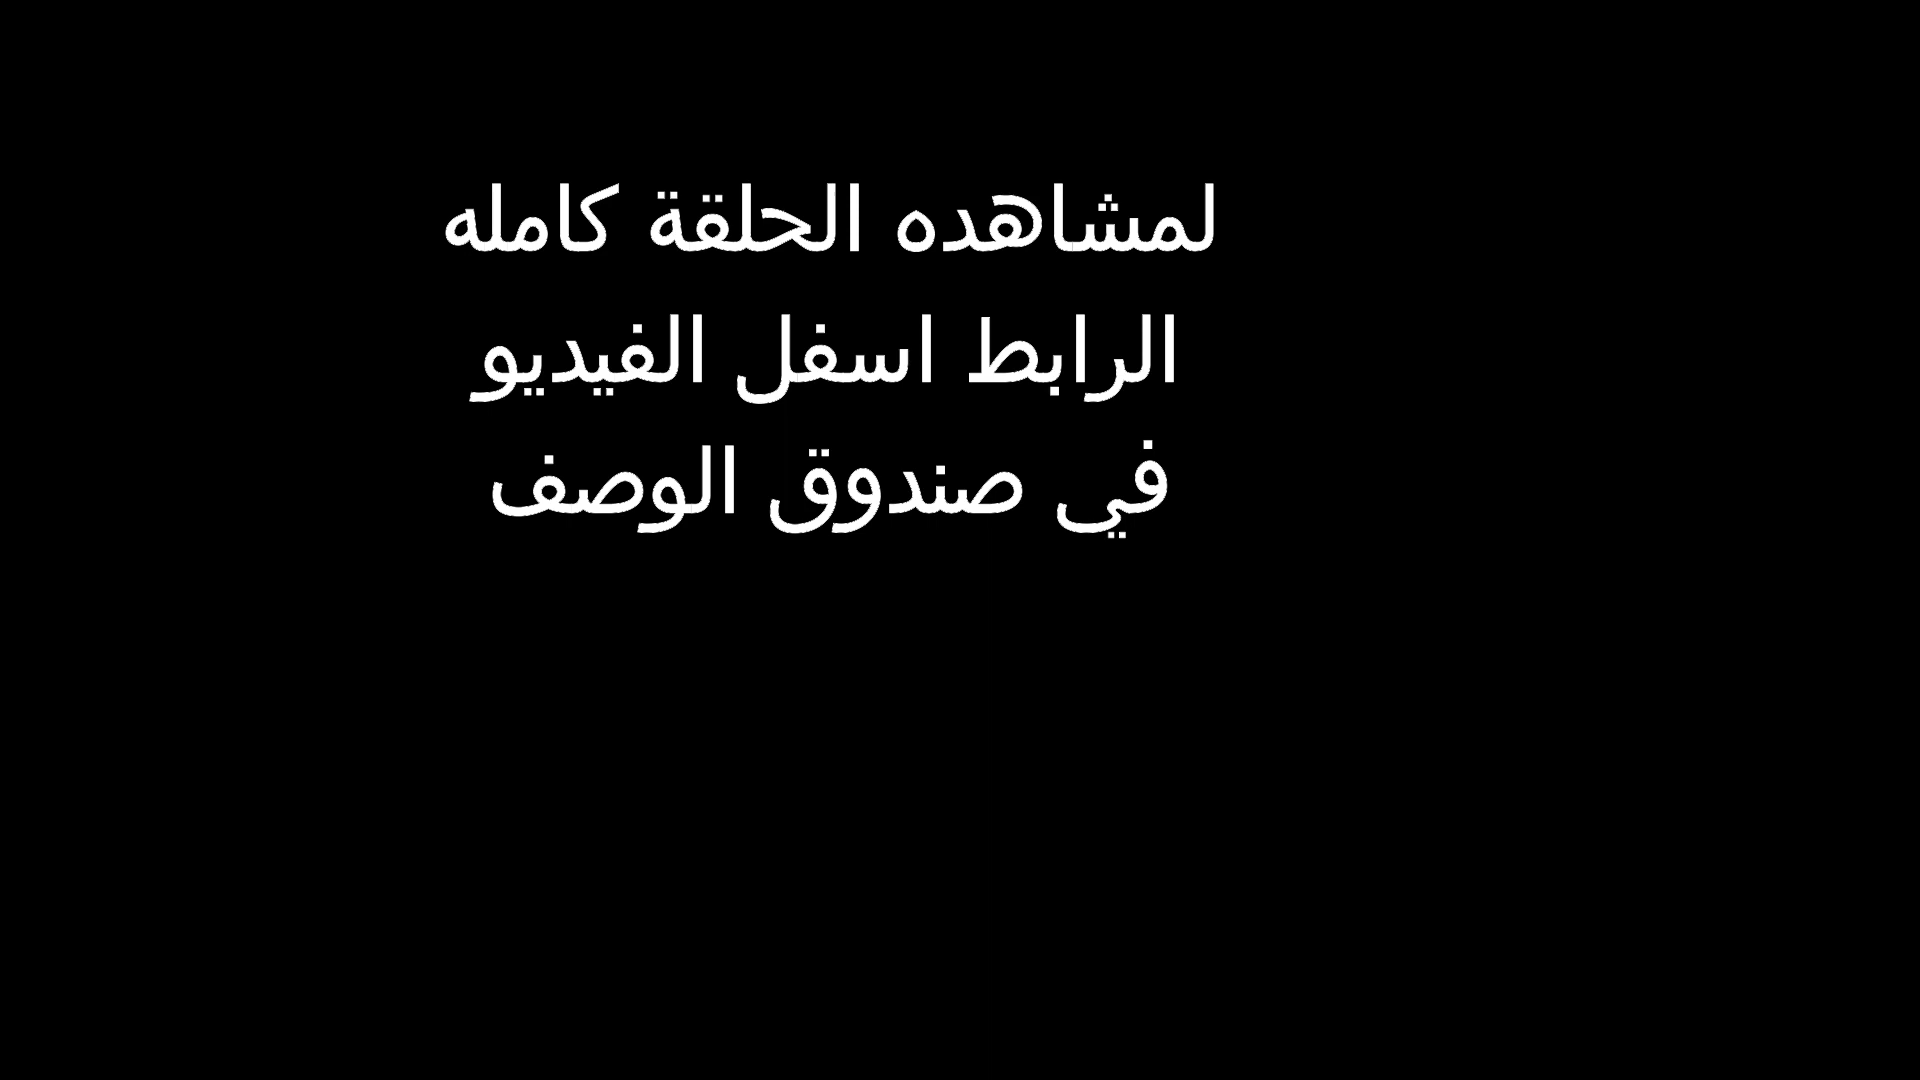 لمشاهده الحلقة كامله
الرابط اسفل الفيديو
في صندوق الوصف